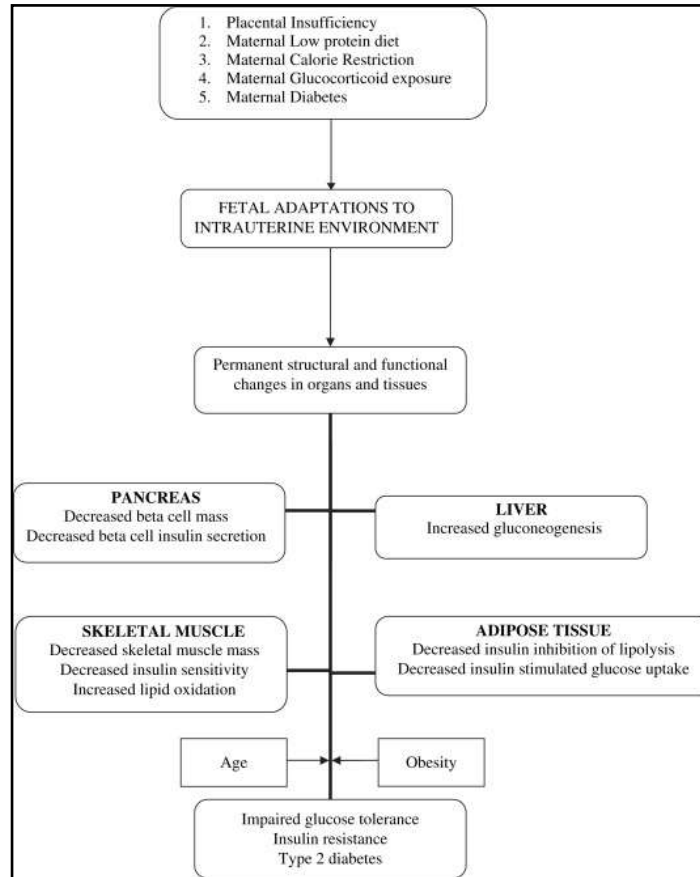 1. Placental Insufficiency
2. Maternal Low protein diet
3. Maternal Calorie Restriction
4. Maternal Glucocorticoid exposure
5. Maternal Diabetes
FETAL ADAPTATIONS TO
INTRAUTERINE ENVIRONMENT
Permanent structural and functional
changes in organs and tissues
PANCREAS
Decreased beta cell mass
Decreased beta cell insulin secretion
LIVER
Increased gluconeogenesis
SKELETAL MUSCLE
Decreased skeletal muscle mass
Decreased insulin sensitivity
Increased lipid oxidation
ADIPOSE TISSUE
Decreased insulin inhibition of lipolysis
Decreased insulin stimulated glucose uptake
Age
Obesity
Impaired glucose tolerance
Insulin resistance
Type 2 diabetes